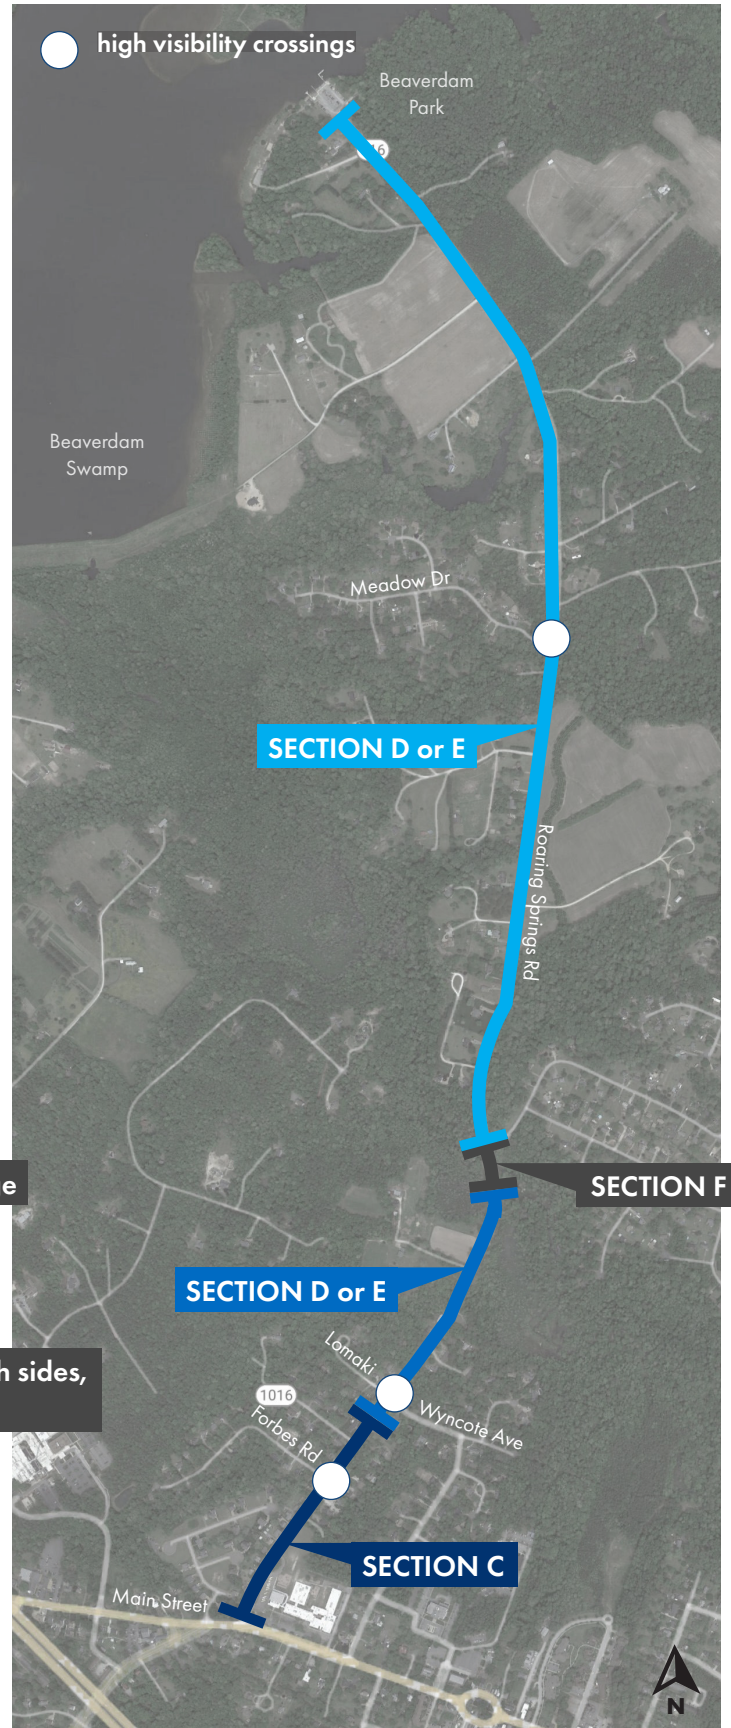 high visibility crossings
Beaverdam
Park
Beaverdam
Swamp
Meadow Dr
SECTION D or E
Roaring Springs Rd
SECTION F
SECTION D or E
Lomaki
sides,
1016
Wyncote Ave
Forbes Rd
SECTION C
Main Street
N